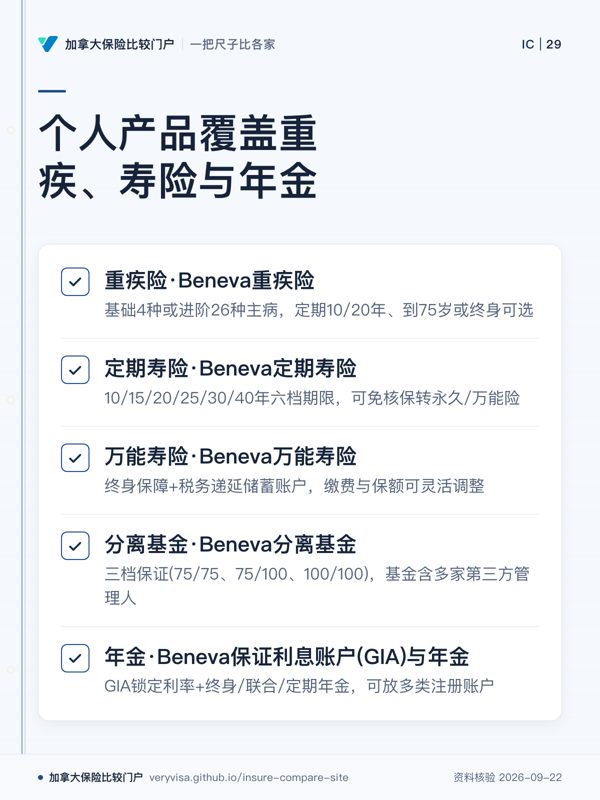 加拿大保险比较门户 | 一把尺子比各家
IC | 29
个人产品覆盖重
疾、寿险与年金
重疾险·Beneva重疾险
基础4种或进阶26种主病，定期10/20年、到75岁或终身可选
定期寿险·Beneva定期寿险
10/15/20/25/30/40年六档期限，可免核保转永久/万能险
万能寿险·Beneva万能寿险
终身保障+税务递延储蓄账户，缴费与保额可灵活调整
分离基金·Beneva分离基金
三档保证(75/75、75/100、100/100)，基金含多家第三方管
理人
年金·Beneva保证利息账户(GIA)与年金
GIA锁定利率+终身/联合/定期年金，可放多类注册账户
加拿大保险比较门户 veryvisa.github.io/insure-compare-site
资料核验 2026-09-22